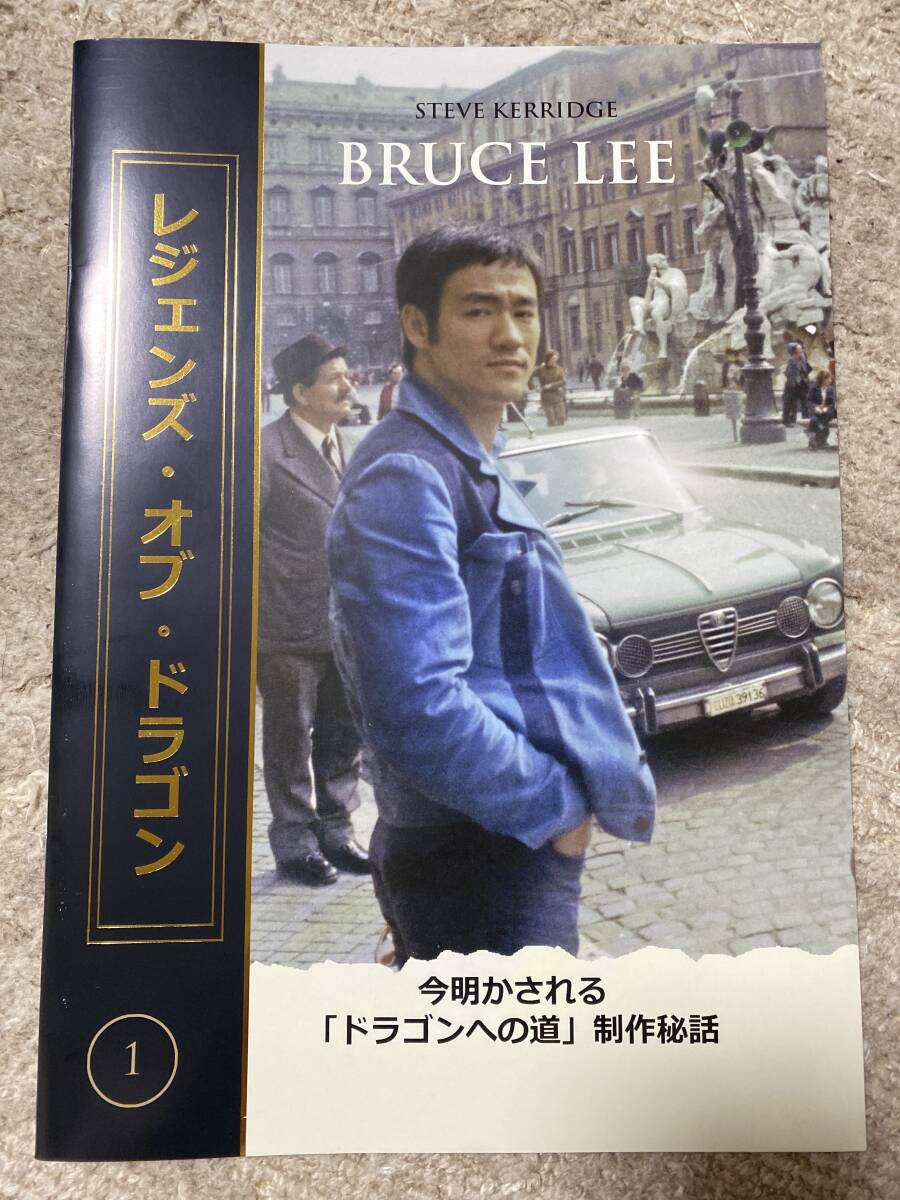 STEVE KERRIDGE
BRUCE LEE
レジェンズ・オブ・ドラゴン
1
39136
今明かされる
「ドラゴンへの道」制作秘話